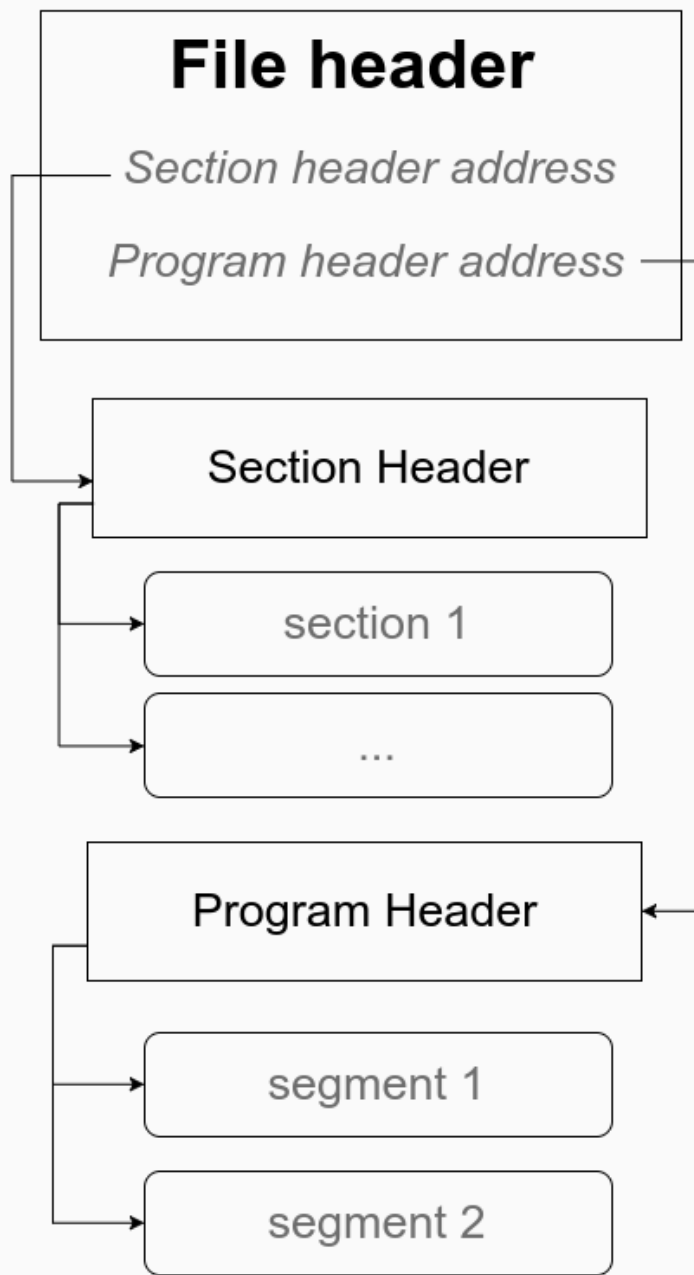 File header
Section header address
Program header address
Section Header
section 1
...
Program Header
segment 1
segment 2